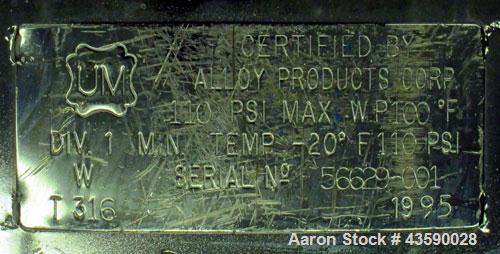 CERTIFIED BY
UM ALLOY PRODUCTS CORP.
110 PSI MAX. W.P. 100 °F
DIV. 1 MIN. TEMP -20° F 110 PSI
W SERIAL Nº 56629-001
T 316 1995
Aaron Stock # 43590028